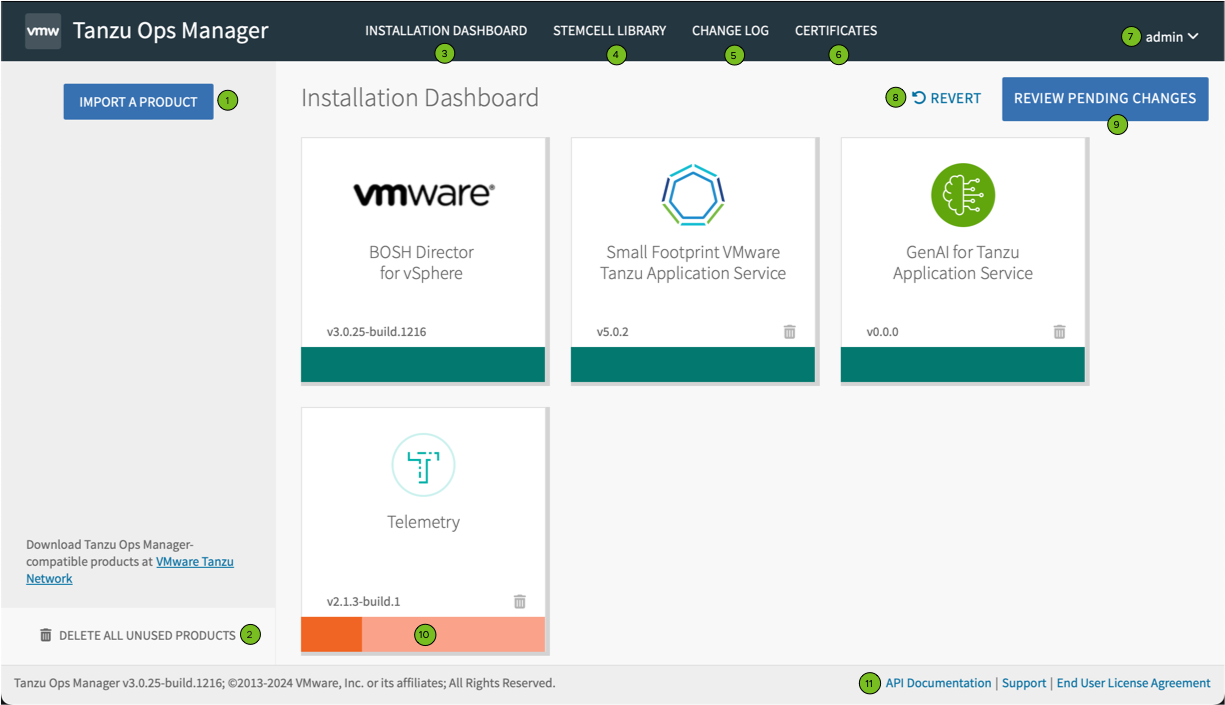 vmw Tanzu Ops Manager INSTALLATION DASHBOARD STEMCELL LIBRARY CHANGE LOG CERTIFICATES
3 4 5 6 7 admin
IMPORT A PRODUCT 1
Installation Dashboard 8 REVERT REVIEW PENDING CHANGES
9
vmware®
BOSH Director
for vSphere
v3.0.25-build.1216
Small Footprint VMware
Tanzu Application Service
v5.0.2
GenAI for Tanzu
Application Service
v0.0.0
T
Telemetry
v2.1.3-build.1
10
Download Tanzu Ops Manager-
compatible products at VMware Tanzu
Network
DELETE ALL UNUSED PRODUCTS 2
Tanzu Ops Manager v3.0.25-build.1216; ©2013-2024 VMware, Inc. or its affiliates; All Rights Reserved. 11 API Documentation | Support | End User License Agreement